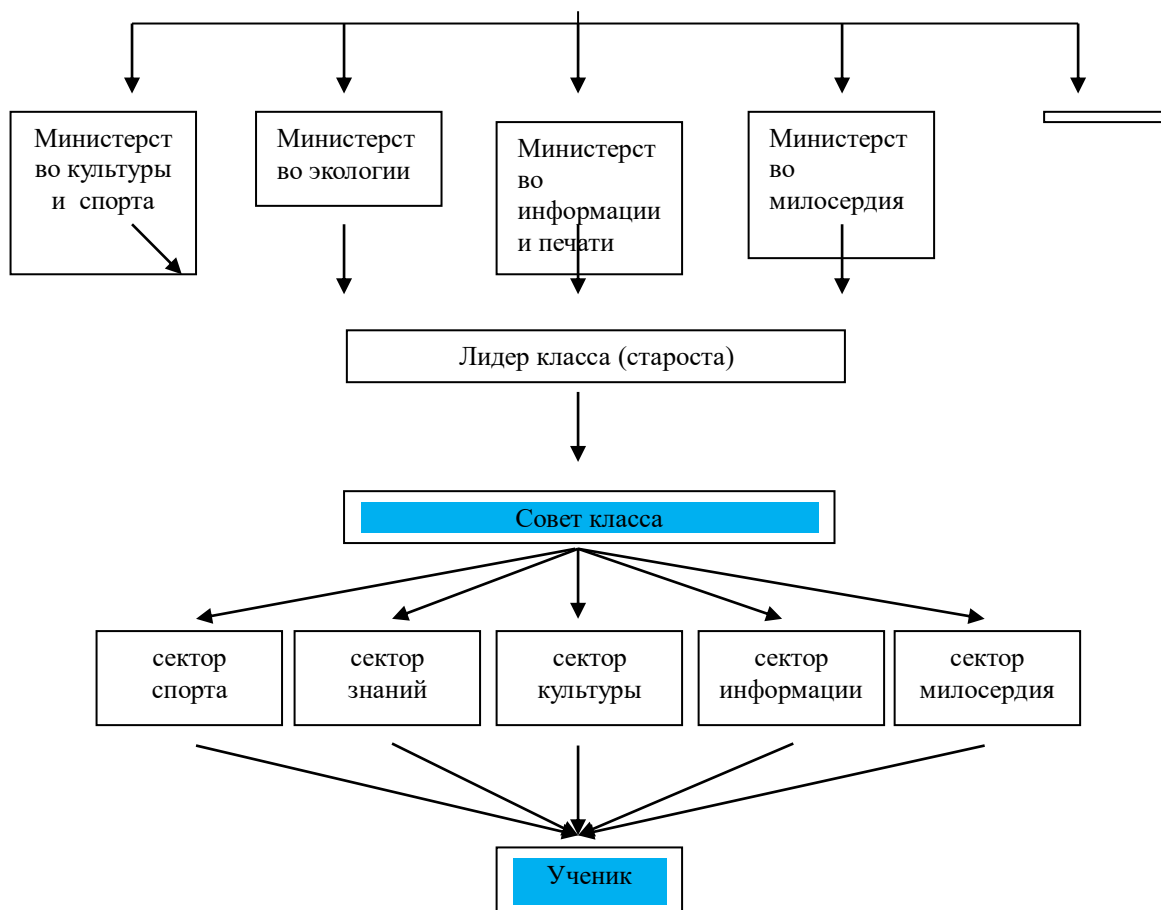 Министерст
во культуры
и спорта
Министерст
во экологии
Министерст
во
информации
и печати
Министерст
во
милосердия
Лидер класса (староста)
Совет класса
сектор
спорта
сектор
знаний
сектор
культуры
сектор
информации
сектор
милосердия
Ученик